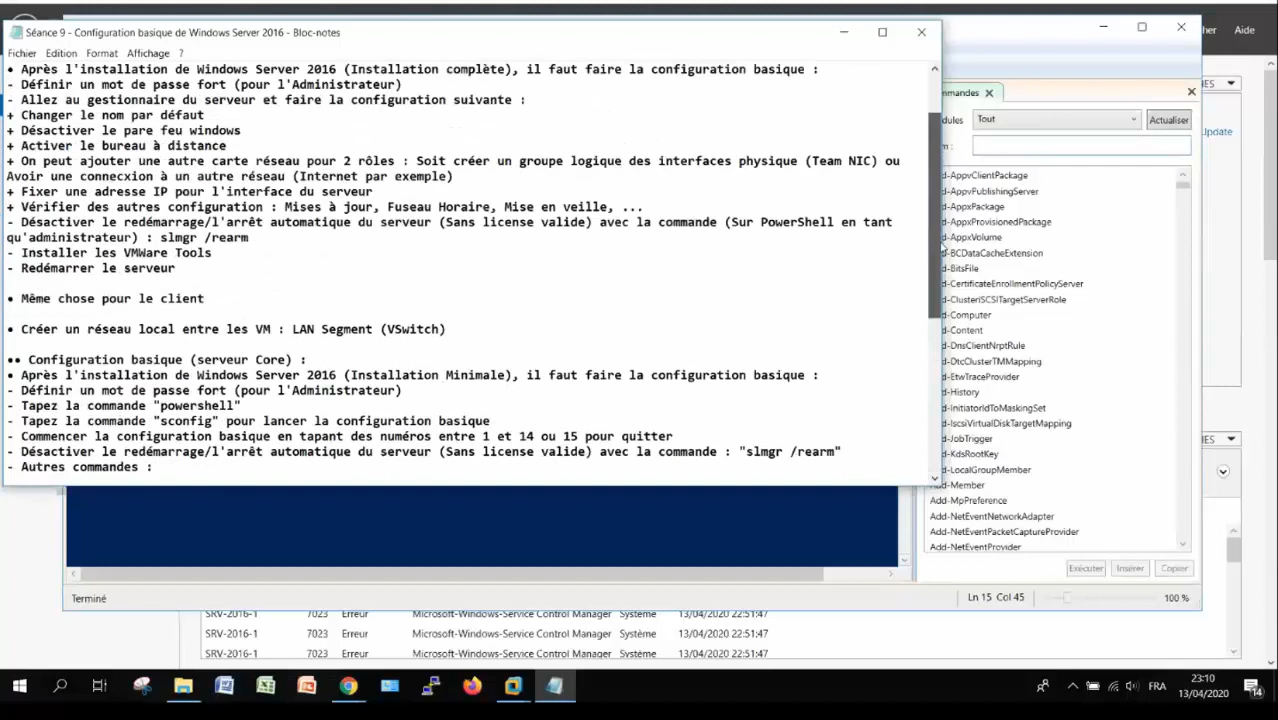 Séance 9 - Configuration basique de Windows Server 2016 - Bloc-notes
Fichier Edition Format Affichage ?
• Après l'installation de Windows Server 2016 (Installation complète), il faut faire la configuration basique :
- Définir un mot de passe fort (pour l'Administrateur)
- Allez au gestionnaire du serveur et faire la configuration suivante :
+ Changer le nom par défaut
+ Désactiver le pare feu windows
+ Activer le bureau à distance
+ On peut ajouter une autre carte réseau pour 2 rôles : Soit créer un groupe logique des interfaces physique (Team NIC) ou
Avoir une connecxion à un autre réseau (Internet par exemple)
+ Fixer une adresse IP pour l'interface du serveur
+ Vérifier des autres configuration : Mises à jour, Fuseau Horaire, Mise en veille, ...
- Désactiver le redémarrage/l'arrêt automatique du serveur (Sans license valide) avec la commande (Sur PowerShell en tant
qu'administrateur) : slmgr /rearm
- Installer les VMWare Tools
- Redémarrer le serveur
• Même chose pour le client
• Créer un réseau local entre les VM : LAN Segment (VSwitch)
•• Configuration basique (serveur Core) :
• Après l'installation de Windows Server 2016 (Installation Minimale), il faut faire la configuration basique :
- Définir un mot de passe fort (pour l'Administrateur)
- Tapez la commande "powershell"
- Tapez la commande "sconfig" pour lancer la configuration basique
- Commencer la configuration basique en tapant des numéros entre 1 et 14 ou 15 pour quitter
- Désactiver le redémarrage/l'arrêt automatique du serveur (Sans license valide) avec la commande : "slmgr /rearm"
- Autres commandes :
cher Aide
mmandes
dules Tout Actualiser
m :
d-AppvClientPackage
d-AppvPublishingServer
d-AppxPackage
d-AppxProvisionedPackage
d-AppxVolume
d-BCDataCacheExtension
d-BitsFile
d-CertificateEnrollmentPolicyServer
d-ClusteriSCSITargetServerRole
d-Computer
d-Content
d-DnsClientNrptRule
d-DtcClusterTMMapping
d-EtwTraceProvider
d-History
d-InitiatorIdToMaskingSet
d-IscsiVirtualDiskTargetMapping
d-JobTrigger
d-KdsRootKey
d-LocalGroupMember
d-Member
Add-MpPreference
Add-NetEventNetworkAdapter
Add-NetEventPacketCaptureProvider
Add-NetEventProvider
Exécuter Insérer Copier
ES
Update
ES
Terminé Ln 15 Col 45 100 %
SRV-2016-1 7023 Erreur Microsoft-Windows-Service Control Manager Système 13/04/2020 22:51:47
SRV-2016-1 7023 Erreur Microsoft-Windows-Service Control Manager Système 13/04/2020 22:51:47
SRV-2016-1 7023 Erreur Microsoft-Windows-Service Control Manager Système 13/04/2020 22:51:47
FRA
23:10
13/04/2020
14